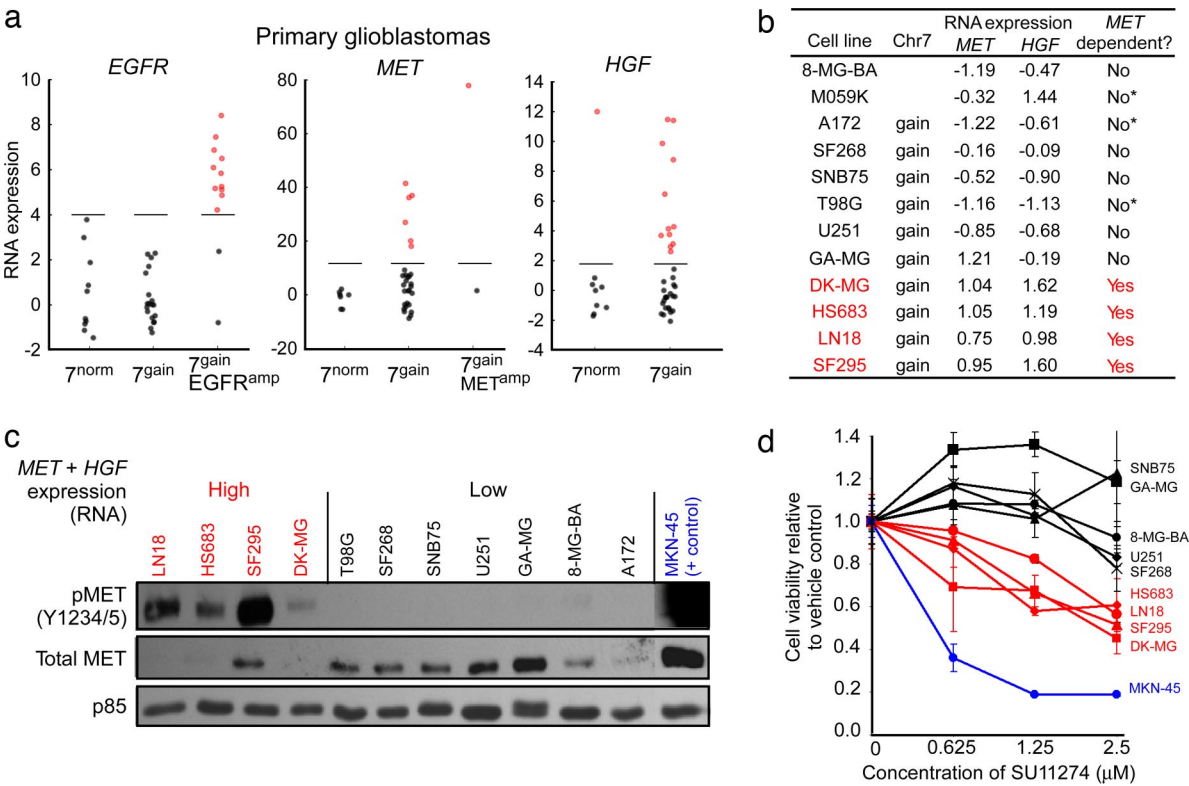 a
Primary glioblastomas
EGFR
MET
HGF
RNA expression
10
8
6
4
2
0
-2
7norm
7gain
7gain
EGFRamp
80
60
40
20
0
-20
7norm
7gain
7gain
METamp
14
12
10
8
6
4
2
0
-2
-4
7norm
7gain
b
RNA expression MET
Cell line Chr7 MET HGF dependent?
8-MG-BA -1.19 -0.47 No
M059K -0.32 1.44 No*
A172 gain -1.22 -0.61 No*
SF268 gain -0.16 -0.09 No
SNB75 gain -0.52 -0.90 No
T98G gain -1.16 -1.13 No*
U251 gain -0.85 -0.68 No
GA-MG gain 1.21 -0.19 No
DK-MG gain 1.04 1.62 Yes
HS683 gain 1.05 1.19 Yes
LN18 gain 0.75 0.98 Yes
SF295 gain 0.95 1.60 Yes
c
MET + HGF
expression
(RNA)
High
Low
LN18
HS683
SF295
DK-MG
T98G
SF268
SNB75
U251
GA-MG
8-MG-BA
A172
MKN-45
(+ control)
pMET
(Y1234/5)
Total MET
p85
d
Cell viability relative
to vehicle control
1.4
1.2
1.0
0.8
0.6
0.4
0.2
0.0
0 0.625 1.25 2.5
Concentration of SU11274 (μM)
SNB75
GA-MG
8-MG-BA
U251
SF268
HS683
LN18
SF295
DK-MG
MKN-45